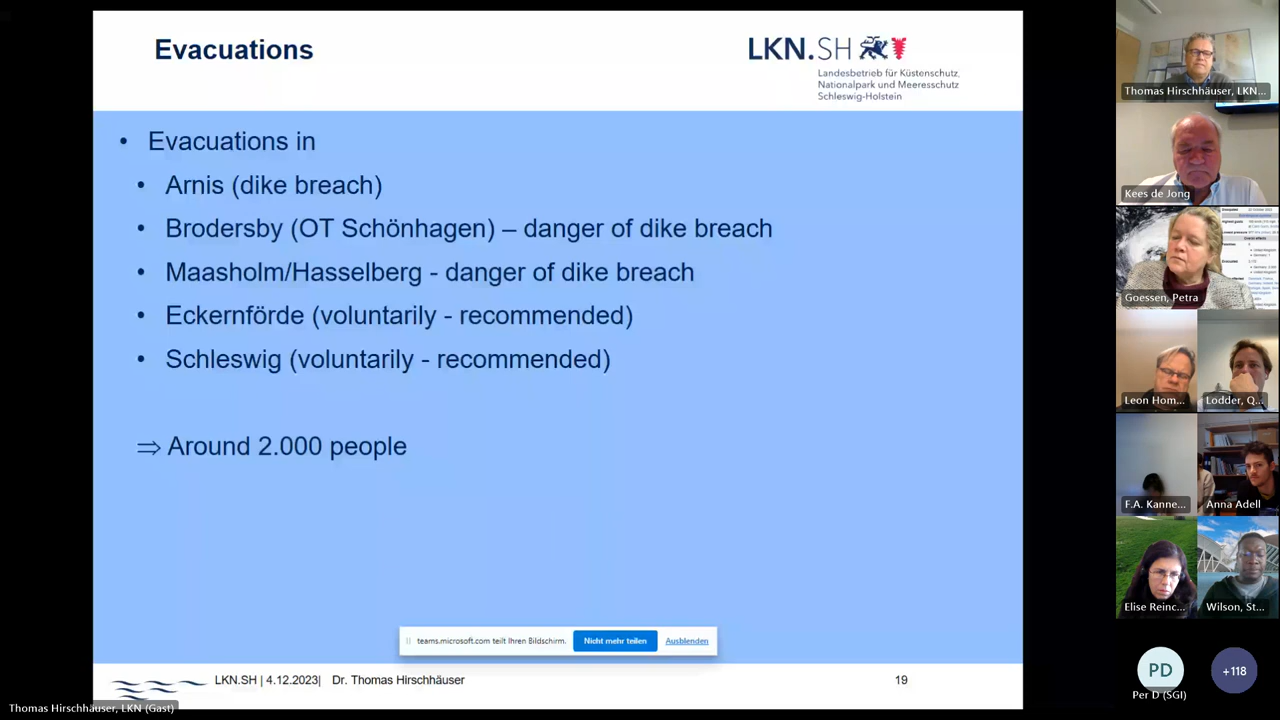 Evacuations
LKN.SH
Landesbetrieb für Küstenschutz,
Nationalpark und Meeresschutz
Schleswig-Holstein
• Evacuations in
• Arnis (dike breach)
• Brodersby (OT Schönhagen) – danger of dike breach
• Maasholm/Hasselberg - danger of dike breach
• Eckernförde (voluntarily - recommended)
• Schleswig (voluntarily - recommended)
⇒ Around 2.000 people
teams.microsoft.com teilt Ihren Bildschirm. Nicht mehr teilen Ausblenden
LKN.SH | 4.12.2023| Dr. Thomas Hirschhäuser 19
Thomas Hirschhäuser, LKN (Gast)
Thomas Hirschhäuser, LKN...
Kees de Jong
Goessen, Petra
Leon Hom...
Lodder, Q...
F.A. Kanne...
Anna Adell
Elise Reinc...
Wilson, St...
PD
+118
Per D (SGI)